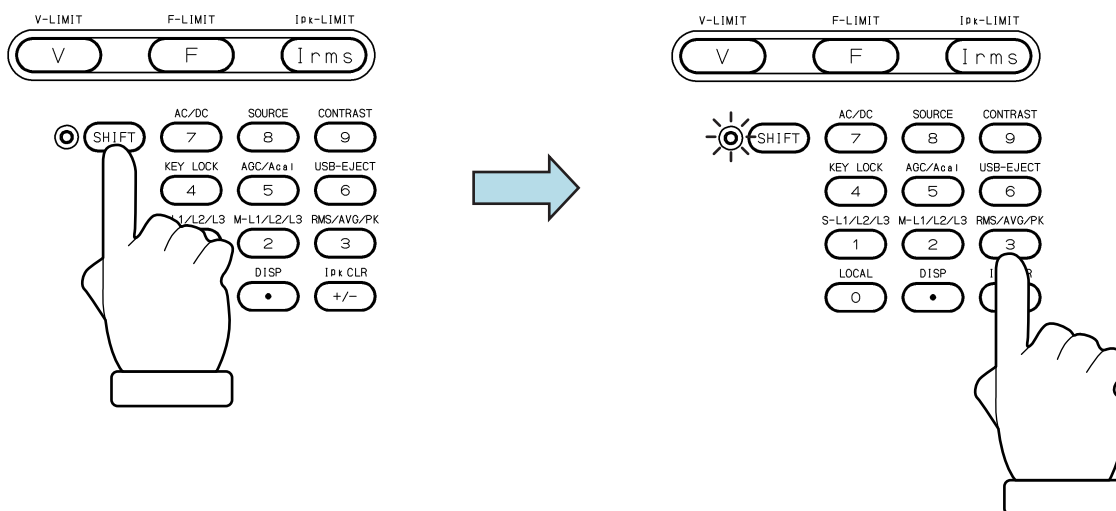 V-LIMIT F-LIMIT Ipk-LIMIT
V F Irms
AC/DC SOURCE CONTRAST
SHIFT 7 8 9
KEY LOCK AGC/Acal USB-EJECT
4 5 6
L1/L2/L3 M-L1/L2/L3 RMS/AVG/PK
2 3
DISP Ipk CLR
• +/-
V-LIMIT F-LIMIT Ipk-LIMIT
V F Irms
AC/DC SOURCE CONTRAST
SHIFT 7 8 9
KEY LOCK AGC/Acal USB-EJECT
4 5 6
S-L1/L2/L3 M-L1/L2/L3 RMS/AVG/PK
1 2 3
LOCAL DISP
0 •